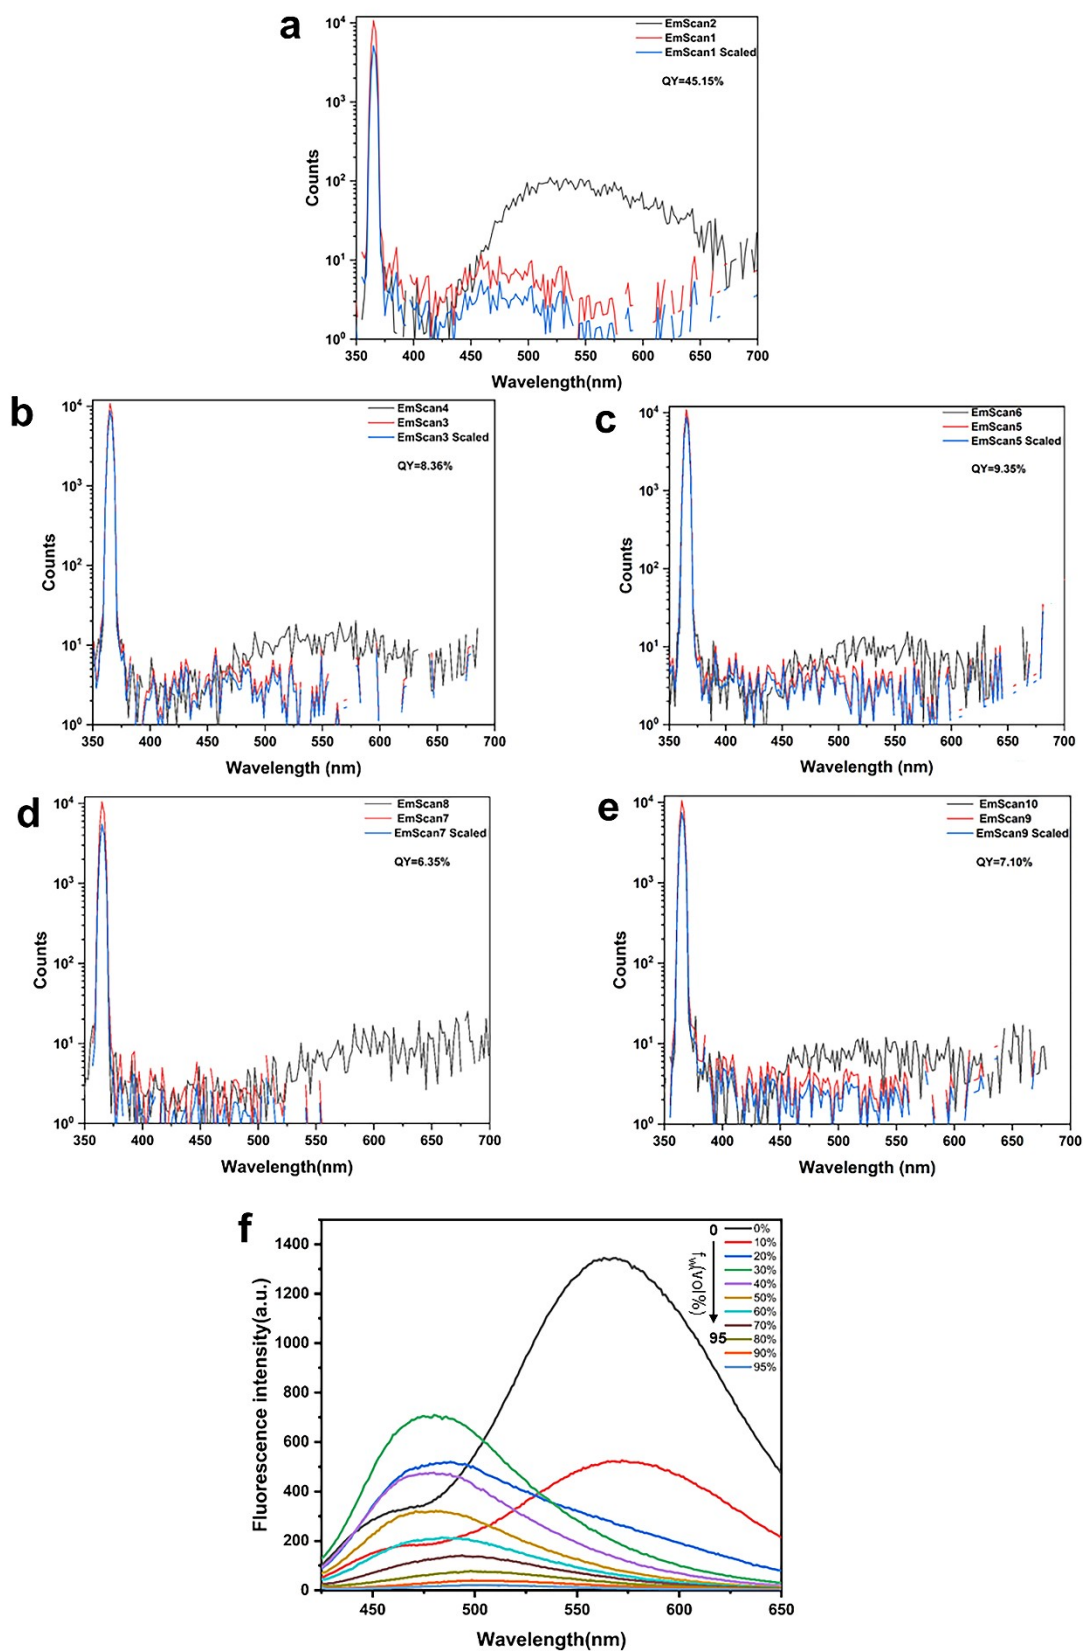 a
EmScan2
EmScan1
EmScan1 Scaled
QY=45.15%
10⁴
10³
10²
10¹
10⁰
Counts
350 400 450 500 550 600 650 700
Wavelength(nm)
b
EmScan4
EmScan3
EmScan3 Scaled
QY=8.36%
10⁴
10³
10²
10¹
10⁰
Counts
350 400 450 500 550 600 650 700
Wavelength (nm)
c
EmScan6
EmScan5
EmScan5 Scaled
QY=9.35%
10⁴
10³
10²
10¹
10⁰
Counts
350 400 450 500 550 600 650 700
Wavelength (nm)
d
EmScan8
EmScan7
EmScan7 Scaled
QY=6.35%
10⁴
10³
10²
10¹
10⁰
Counts
350 400 450 500 550 600 650 700
Wavelength(nm)
e
EmScan10
EmScan9
EmScan9 Scaled
QY=7.10%
10⁴
10³
10²
10¹
10⁰
Counts
350 400 450 500 550 600 650 700
Wavelength (nm)
f
0
f_w(vol%)
95
0%
10%
20%
30%
40%
50%
60%
70%
80%
90%
95%
1400
1200
1000
800
600
400
200
0
Fluorescence intensity(a.u.)
450 500 550 600 650
Wavelength(nm)